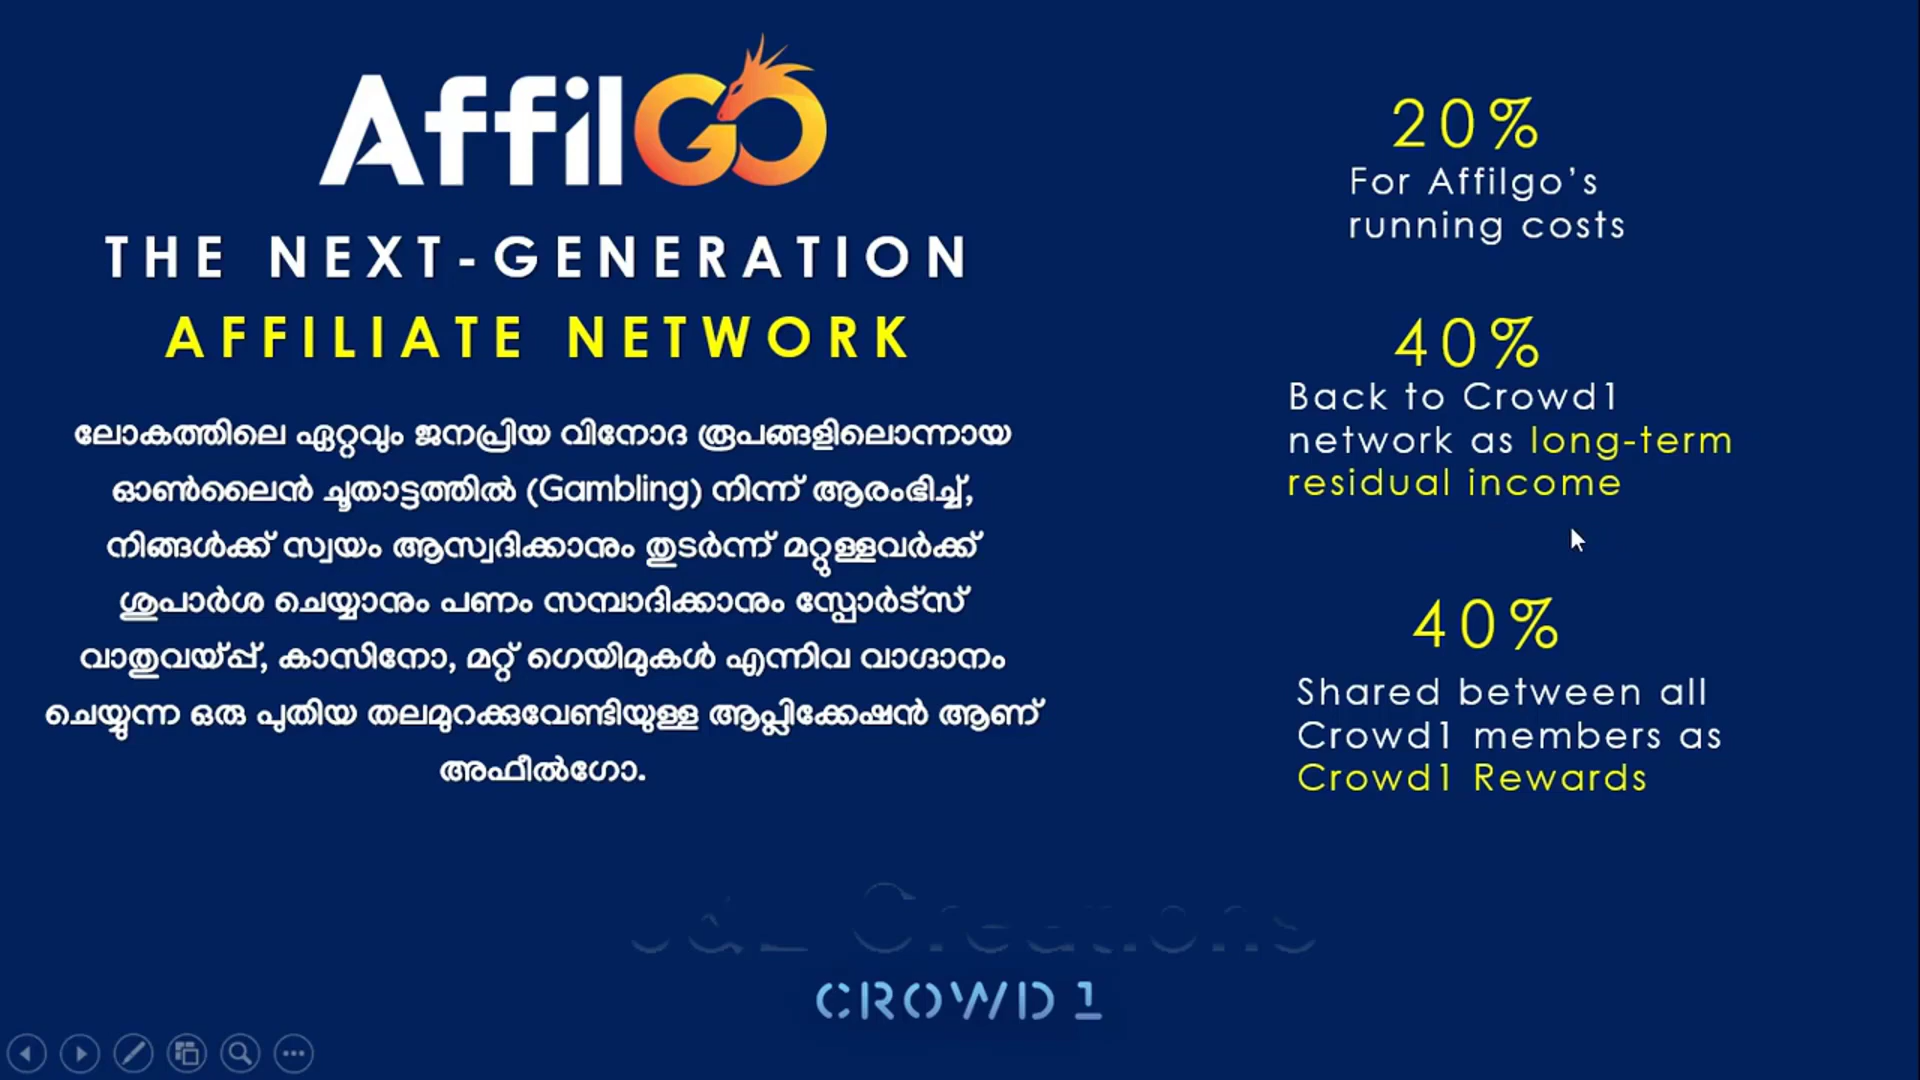 AffilGO
THE NEXT-GENERATION
AFFILIATE NETWORK
ലോകത്തിലെ ഏറ്റവും ജനപ്രിയ വിനോദ രൂപങ്ങളിലൊന്നായ
ഓൺലൈൻ ചൂതാട്ടത്തിൽ (Gambling) നിന്ന് ആരംഭിച്ച്,
നിങ്ങൾക്ക് സ്വയം ആസ്വദിക്കാനും തുടർന്ന് മറ്റുള്ളവർക്ക്
ശുപാർശ ചെയ്യാനും പണം സമ്പാദിക്കാനും സ്പോർട്സ്
വാതുവയ്പ്പ്, കാസിനോ, മറ്റ് ഗെയിമുകൾ എന്നിവ വാഗ്ദാനം
ചെയ്യുന്ന ഒരു പുതിയ തലമുറക്കുവേണ്ടിയുള്ള ആപ്ലിക്കേഷൻ ആണ്
അഫീൽഗോ.
20%
For Affilgo’s
running costs
40%
Back to Crowd1
network as long-term
residual income
40%
Shared between all
Crowd1 members as
Crowd1 Rewards
Creations
CROWD1